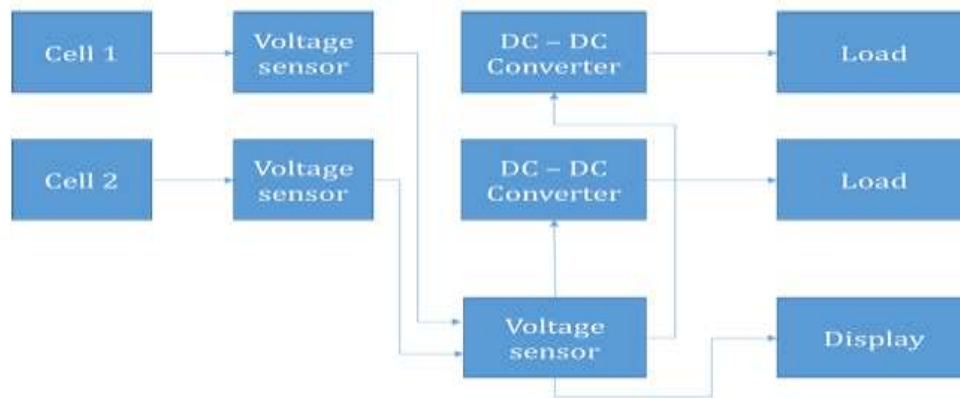 Cell 1
Voltage
sensor
DC – DC
Converter
Load
Cell 2
Voltage
sensor
DC – DC
Converter
Load
Voltage
sensor
Display